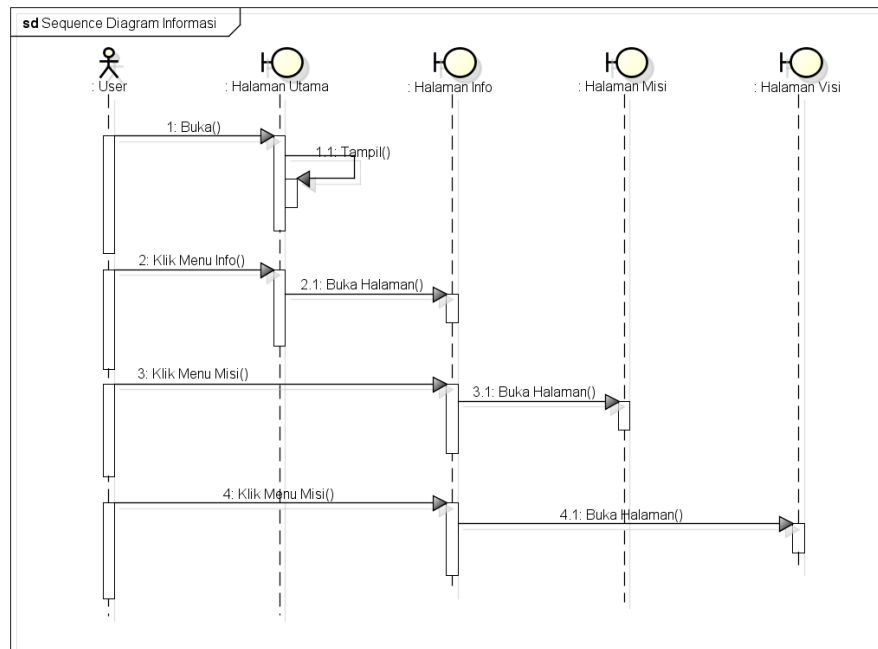 sd Sequence Diagram Informasi
: User
: Halaman Utama
: Halaman Info
: Halaman Misi
: Halaman Visi
1: Buka()
1.1: Tampil()
2: Klik Menu Info()
2.1: Buka Halaman()
3: Klik Menu Misi()
3.1: Buka Halaman()
4: Klik Menu Misi()
4.1: Buka Halaman()